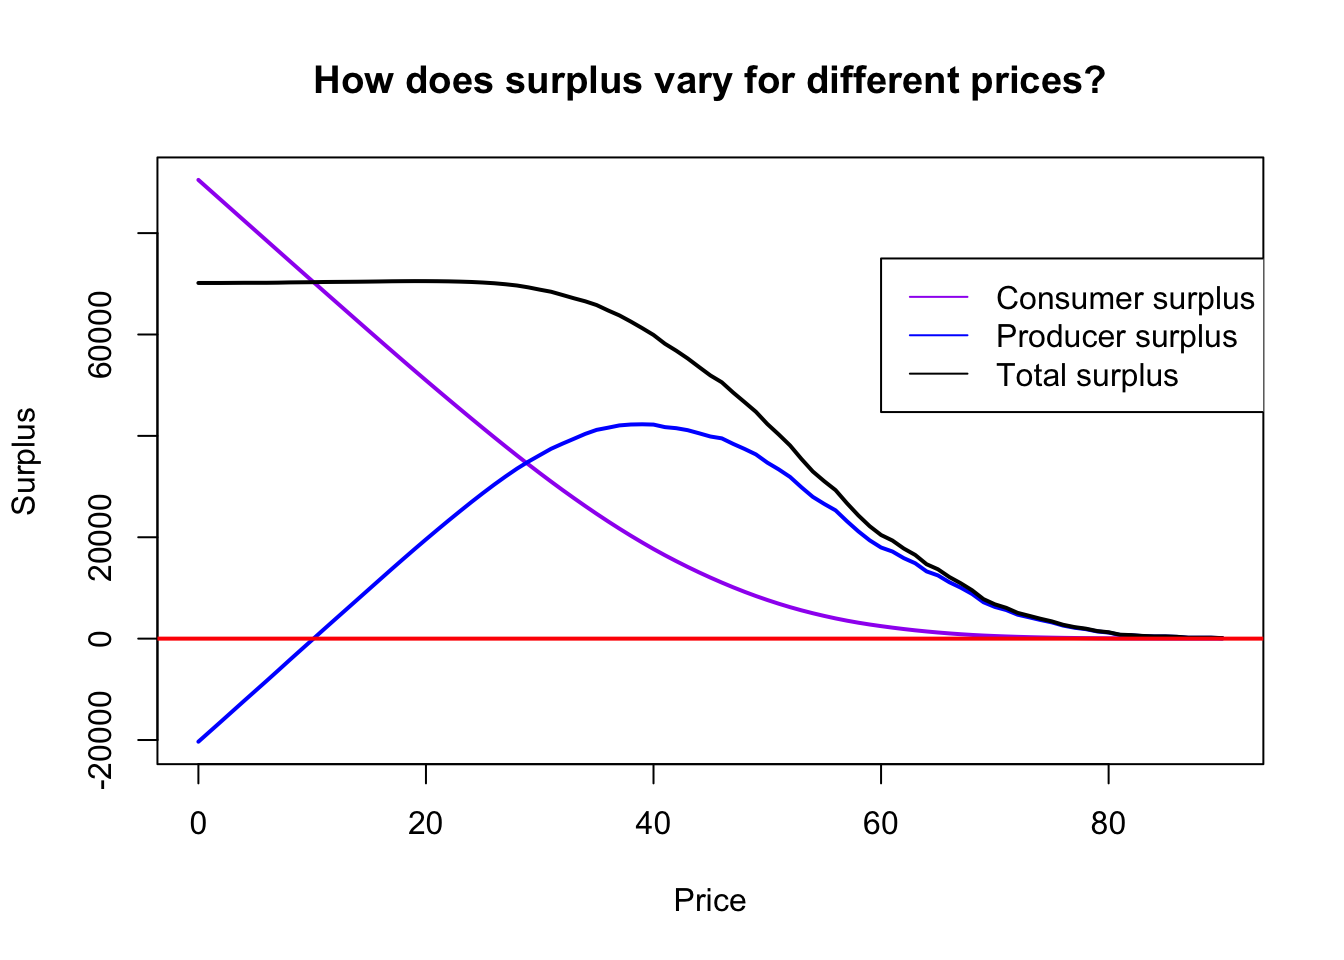 How does surplus vary for different prices?
Surplus
60000
20000
0
-20000
Consumer surplus
Producer surplus
Total surplus
0 20 40 60 80
Price